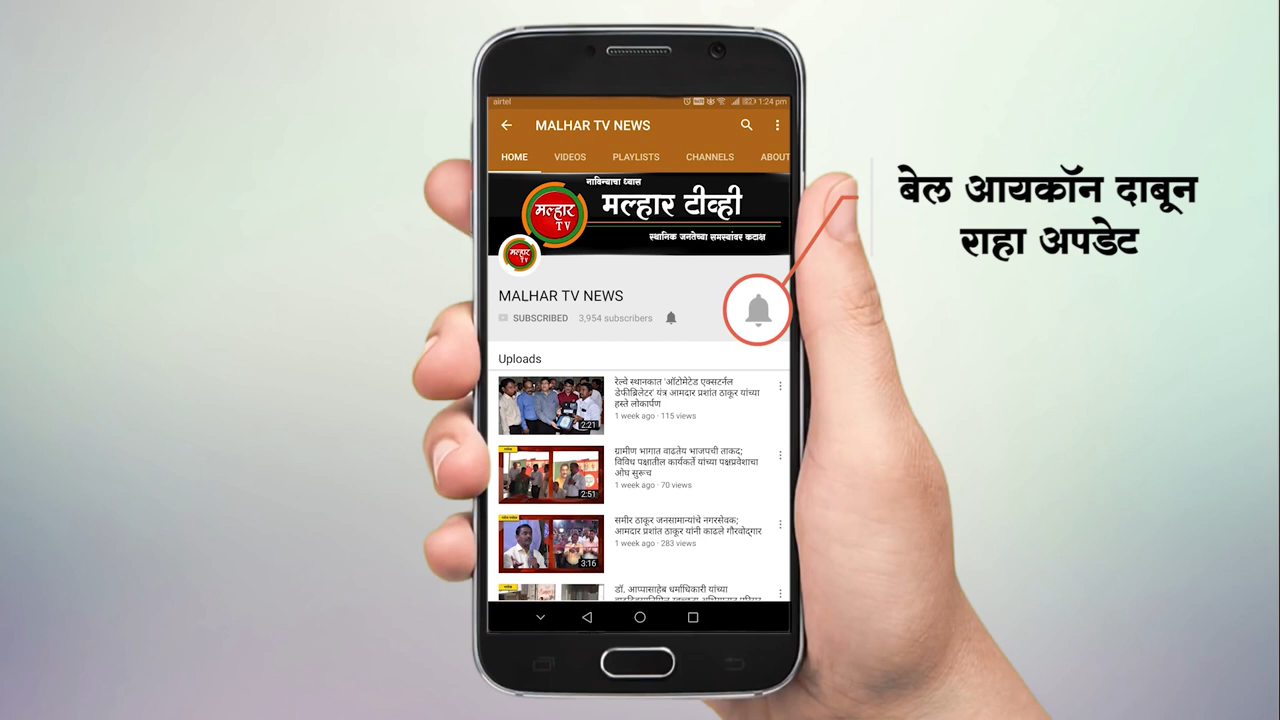 airtel
1:24 pm
MALHAR TV NEWS
HOME VIDEOS PLAYLISTS CHANNELS ABOUT
नाविन्याचा ध्यास
मल्हार टीव्ही
मल्हार
TV
स्थानिक जनतेच्या समस्यांवर कटाक्ष
मल्हार
TV
MALHAR TV NEWS
SUBSCRIBED 3,954 subscribers
बेल आयकॉन दाबून
राहा अपडेट
Uploads
रेल्वे स्थानकात 'ऑटोमेटेड एक्सटर्नल
डेफीब्रिलेटर' यंत्र आमदार प्रशांत ठाकूर यांच्या
हस्ते लोकार्पण
1 week ago · 115 views
2:21
ग्रामीण भागात वाढतेय भाजपची ताकद;
विविध पक्षातील कार्यकर्ते यांच्या पक्षप्रवेशाचा
ओघ सुरूच
1 week ago · 70 views
2:51
समीर ठाकूर जनसामान्यांचे नगरसेवक;
आमदार प्रशांत ठाकूर यांनी काढले गौरवोद्गार
1 week ago · 283 views
3:16
डॉ. आप्पासाहेब धर्माधिकारी यांच्या